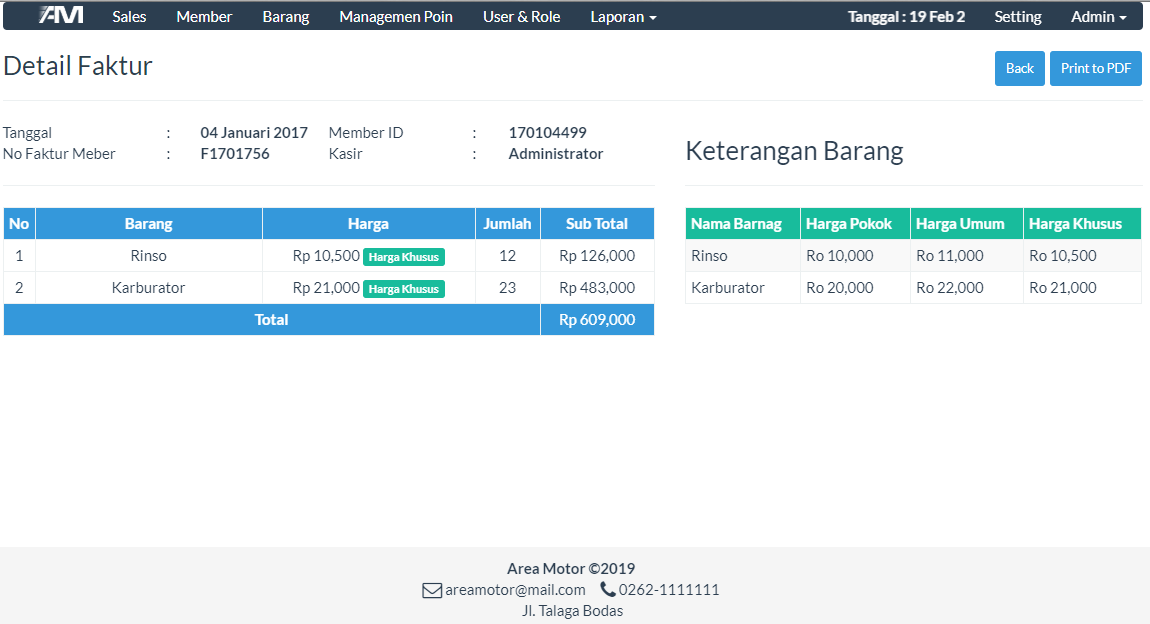 AM Sales Member Barang Managemen Poin User & Role Laporan Tanggal : 19 Feb 2 Setting Admin
Detail Faktur
Back Print to PDF
Tanggal : 04 Januari 2017 Member ID : 170104499
No Faktur Meber : F1701756 Kasir : Administrator
Keterangan Barang
No Barang Harga Jumlah Sub Total
1 Rinso Rp 10,500 Harga Khusus 12 Rp 126,000
2 Karburator Rp 21,000 Harga Khusus 23 Rp 483,000
Total Rp 609,000
Nama Barnag Harga Pokok Harga Umum Harga Khusus
Rinso Ro 10,000 Ro 11,000 Ro 10,500
Karburator Ro 20,000 Ro 22,000 Ro 21,000
Area Motor ©2019
areamotor@mail.com 0262-1111111
Jl. Talaga Bodas